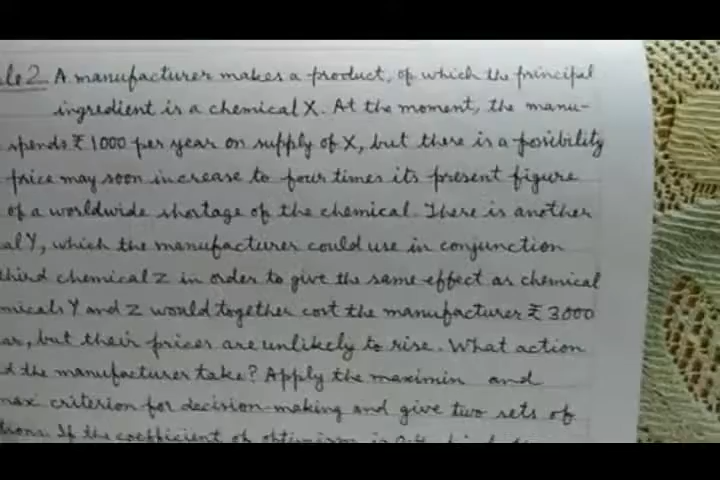 le 2 A manufacturer makes a product, of which the principal
ingredient is a chemical X. At the moment, the manu-
spends ₹1000 per year on supply of X, but there is a posibility
price may soon increase to four times its present figure
of a worldwide shortage of the chemical. There is another
al Y, which the manufacturer could use in conjunction
third chemical Z in order to give the same effect as chemical
micals Y and Z would together cost the manufacturer ₹3000
ar, but their prices are unlikely to rise. What action
d the manufacturer take? Apply the maximin and
max criterion for decision-making and give two sets of
tions. If the coefficient of optimism is